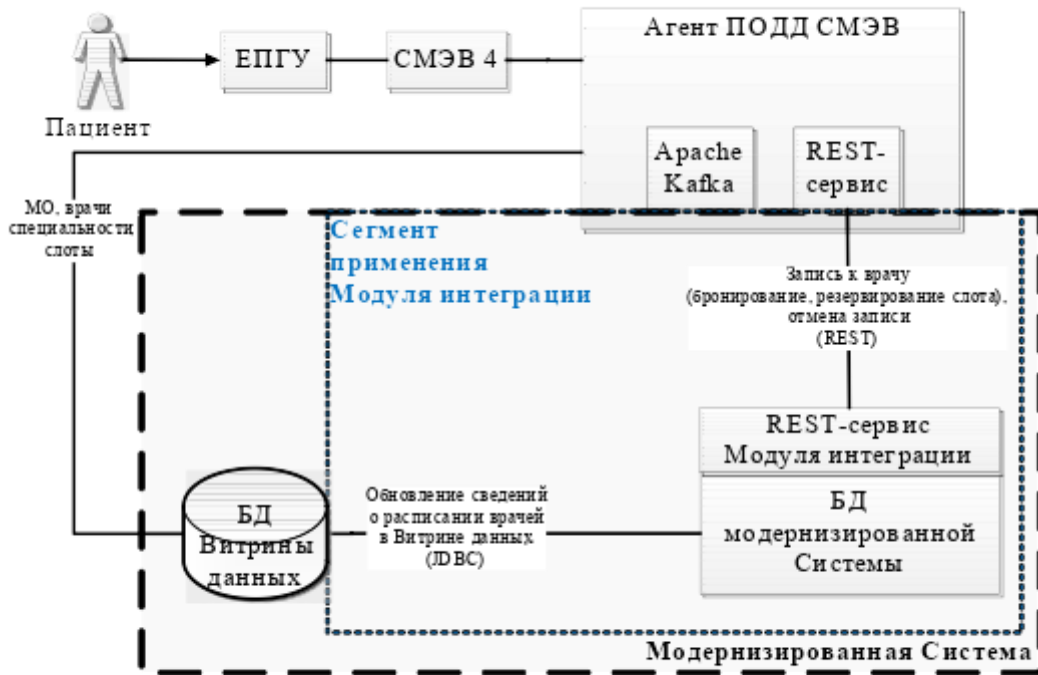 Агент ПОДД СМЭВ
ЕПГУ
СМЭВ 4
Пациент
Apache
Kafka
REST-
сервис
МО, врачи
специальности
слоты
Сегмент
применения
Модуля интеграции
Запись к врачу
(бронирование, резервирование слота),
отмена записи
(REST)
REST-сервис
Модуля интеграции
БД
Витрины
данных
Обновление сведений
о расписании врачей
в Витрине данных
(JDBC)
БД
модернизированной
Системы
Модернизированная Система